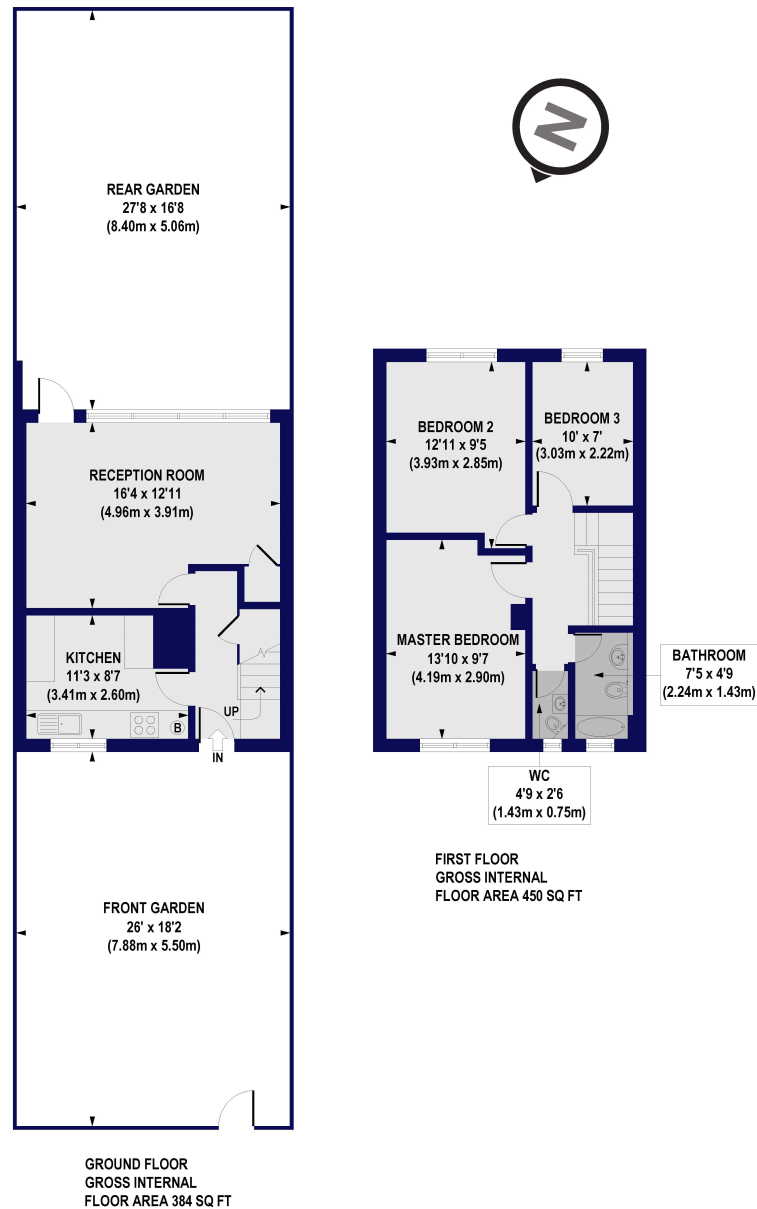 N
REAR GARDEN
27'8 x 16'8
(8.40m x 5.06m)
RECEPTION ROOM
16'4 x 12'11
(4.96m x 3.91m)
KITCHEN
11'3 x 8'7
(3.41m x 2.60m)
B
UP
IN
FRONT GARDEN
26' x 18'2
(7.88m x 5.50m)
GROUND FLOOR
GROSS INTERNAL
FLOOR AREA 384 SQ FT
BEDROOM 2
12'11 x 9'5
(3.93m x 2.85m)
BEDROOM 3
10' x 7'
(3.03m x 2.22m)
MASTER BEDROOM
13'10 x 9'7
(4.19m x 2.90m)
BATHROOM
7'5 x 4'9
(2.24m x 1.43m)
WC
4'9 x 2'6
(1.43m x 0.75m)
FIRST FLOOR
GROSS INTERNAL
FLOOR AREA 450 SQ FT